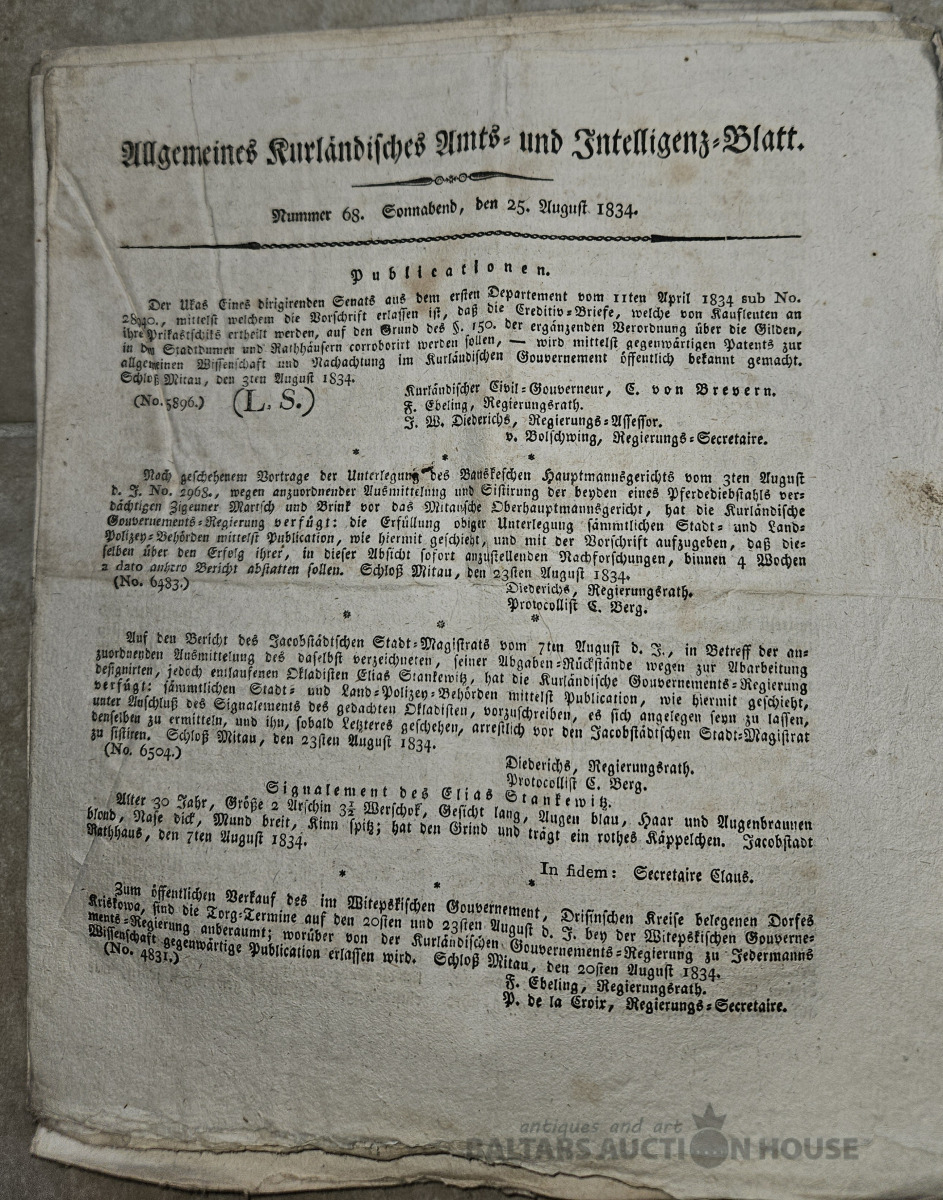 Allgemeines Kurländisches Amts- und Intelligenz-Blatt.
Nummer 68. Sonnabend, den 25. August 1834.
Publicationen.
Der Ukas Eines dirigirenden Senats aus dem ersten Departement vom 11ten April 1834 sub No.
28940., mittelst welchem die Vorschrift erlassen ist, daß die Creditiv-Briefe, welche von Kaufleuten an
ihre Prikastschiks ertheilt werden, auf den Grund des §. 150. der ergänzenden Verordnung über die Gilden,
in den Stadtdumen und Rathhäusern corroborirt werden sollen, — wird mittelst gegenwärtigen Patents zur
allgemeinen Wissenschaft und Nachachtung im Kurländischen Gouvernement öffentlich bekannt gemacht.
Schloß Mitau, den 3ten August 1834.
Kurländischer Civil-Gouverneur, C. von Brevern.
(No. 5896.) (L. S.)
F. Ebeling, Regierungsrath.
J. W. Diederichs, Regierungs-Assessor.
v. Bolschwing, Regierungs-Secretaire.
* * *
Nach geschehenem Vortrage der Unterlegung des Bauskeschen Hauptmannsgerichts vom 3ten August
d. J. No. 2968., wegen anzuordnender Ausmittelung und Sistirung der beyden eines Pferdediebstahls ver-
dächtigen Zigeuner Martsch und Brink vor das Mitausche Oberhauptmannsgericht, hat die Kurländische
Gouvernements-Regierung verfügt: die Erfüllung obiger Unterlegung sämmtlichen Stadt- und Land-
Polizey-Behörden mittelst Publication, wie hiermit geschieht, und mit der Vorschrift aufzugeben, daß die-
selben über den Erfolg ihrer, in dieser Absicht sofort anzustellenden Nachforschungen, binnen 4 Wochen
a dato anhero Bericht abstatten sollen. Schloß Mitau, den 23sten August 1834.
(No. 6483.)
Diederichs, Regierungsrath.
Protocollist C. Berg.
* * *
Auf den Bericht des Jacobstädtschen Stadt-Magistrats vom 7ten August d. J., in Betreff der an-
zuordnenden Ausmittelung des daselbst verzeichneten, seiner Abgaben-Rückstände wegen zur Abarbeitung
designirten, jedoch entlaufenen Okladisten Elias Stankewitz, hat die Kurländische Gouvernements-Regierung
verfügt: sämmtlichen Stadt- und Land-Polizey-Behörden mittelst Publication, wie hiermit geschieht,
unter Anschluß des Signalements des gedachten Okladisten, vorzuschreiben, es sich angelegen seyn zu lassen,
denselben zu ermitteln, und ihn, sobald Letzteres geschehen, arrestlich vor den Jacobstädtschen Stadt-Magistrat
zu sistiren. Schloß Mitau, den 23sten August 1834.
(No. 6504.)
Diederichs, Regierungsrath.
Protocollist C. Berg.
Signalement des Elias Stankewitz.
Alter 30 Jahr, Größe 2 Arschin 3½ Werschok, Gesicht lang, Augen blau, Haar und Augenbraunen
blond, Nase dick, Mund breit, Kinn spitz; hat den Grind und trägt ein rothes Käppelchen. Jacobstadt
Rathhaus, den 7ten August 1834.
In fidem: Secretaire Claus.
* * *
Zum öffentlichen Verkauf des im Witepskischen Gouvernement, Drisinschen Kreise belegenen Dorfes
Kriskowa, sind die Torg-Termine auf den 20sten und 23sten August d. J. bey der Witepskischen Gouverne-
ments-Regierung anberaumt; worüber von der Kurländischen Gouvernements-Regierung zu Jedermanns
Wissenschaft gegenwärtige Publication erlassen wird. Schloß Mitau, den 20sten August 1834.
(No. 4831.)
F. Ebeling, Regierungsrath.
P. de la Croix, Regierungs-Secretaire.
antiques and art
BALTARS AUCTION HOUSE